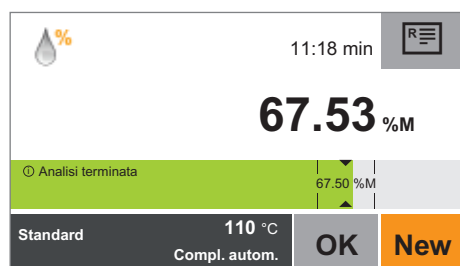 %
11:18 min
R
67.53 %M
Analisi terminata
67.50 %M
Standard
110 °C
Compl. autom.
OK
New